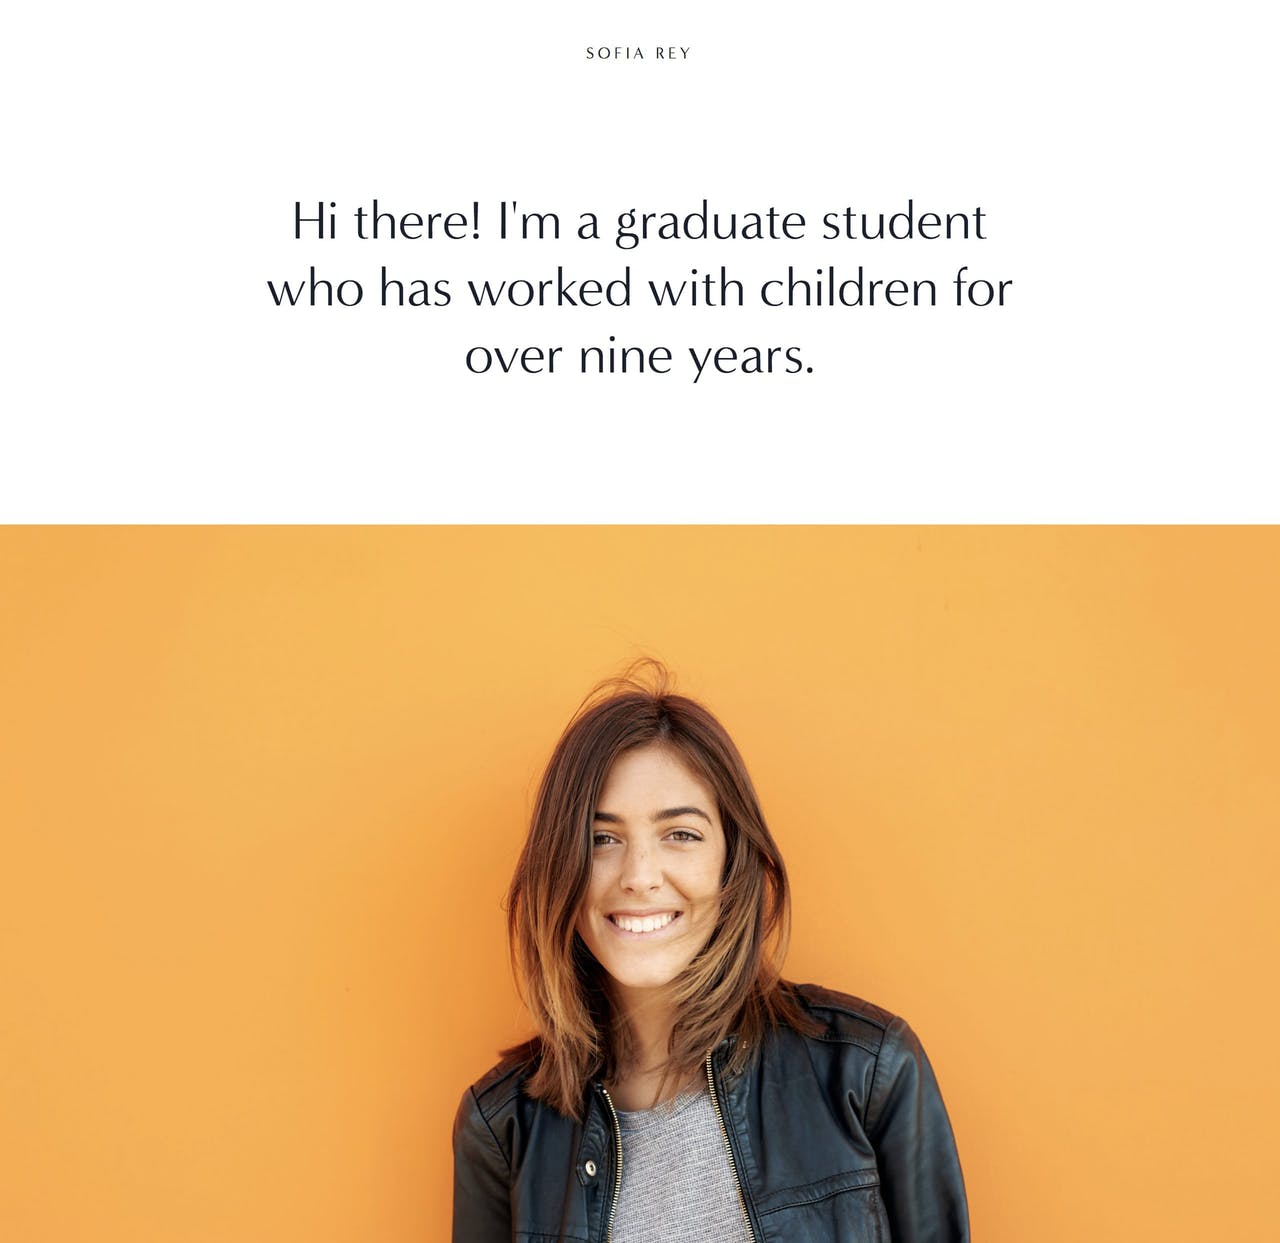 SOFIA REY
Hi there! I'm a graduate student
who has worked with children for
over nine years.